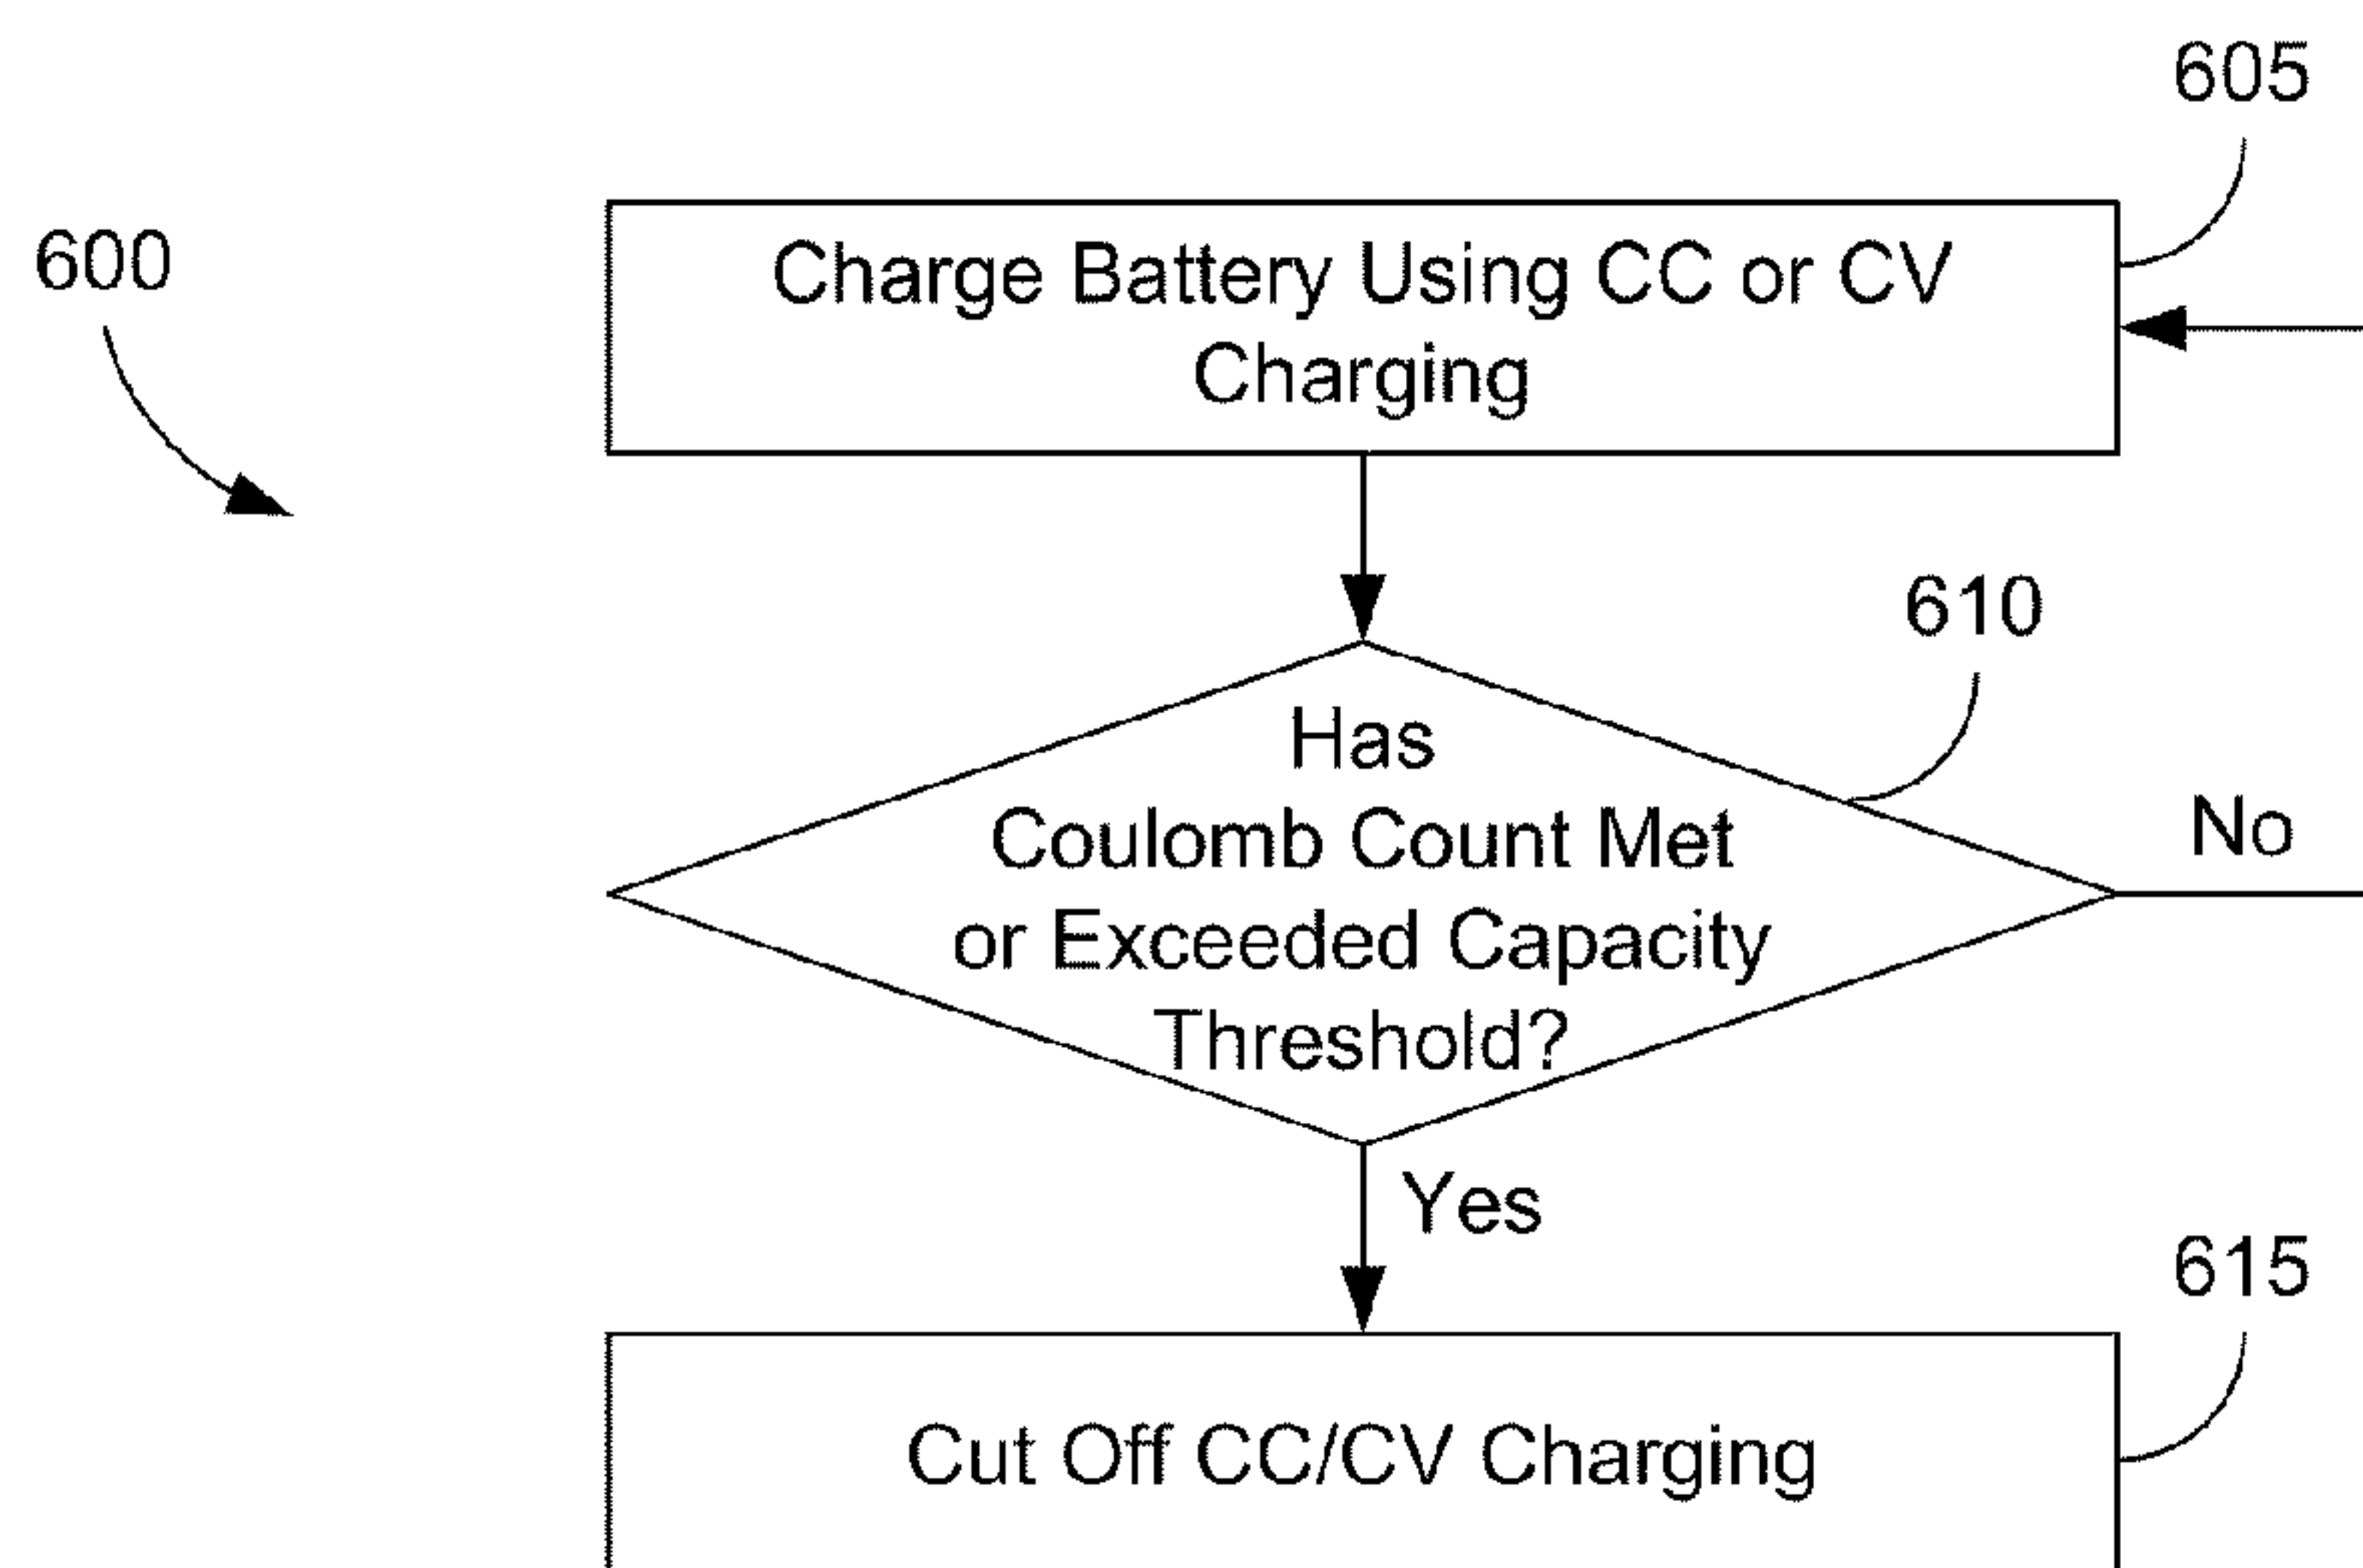 605
600
Charge Battery Using CC or CV
Charging
610
Has
Coulomb Count Met
or Exceeded Capacity
Threshold?
No
Yes
615
Cut Off CC/CV Charging